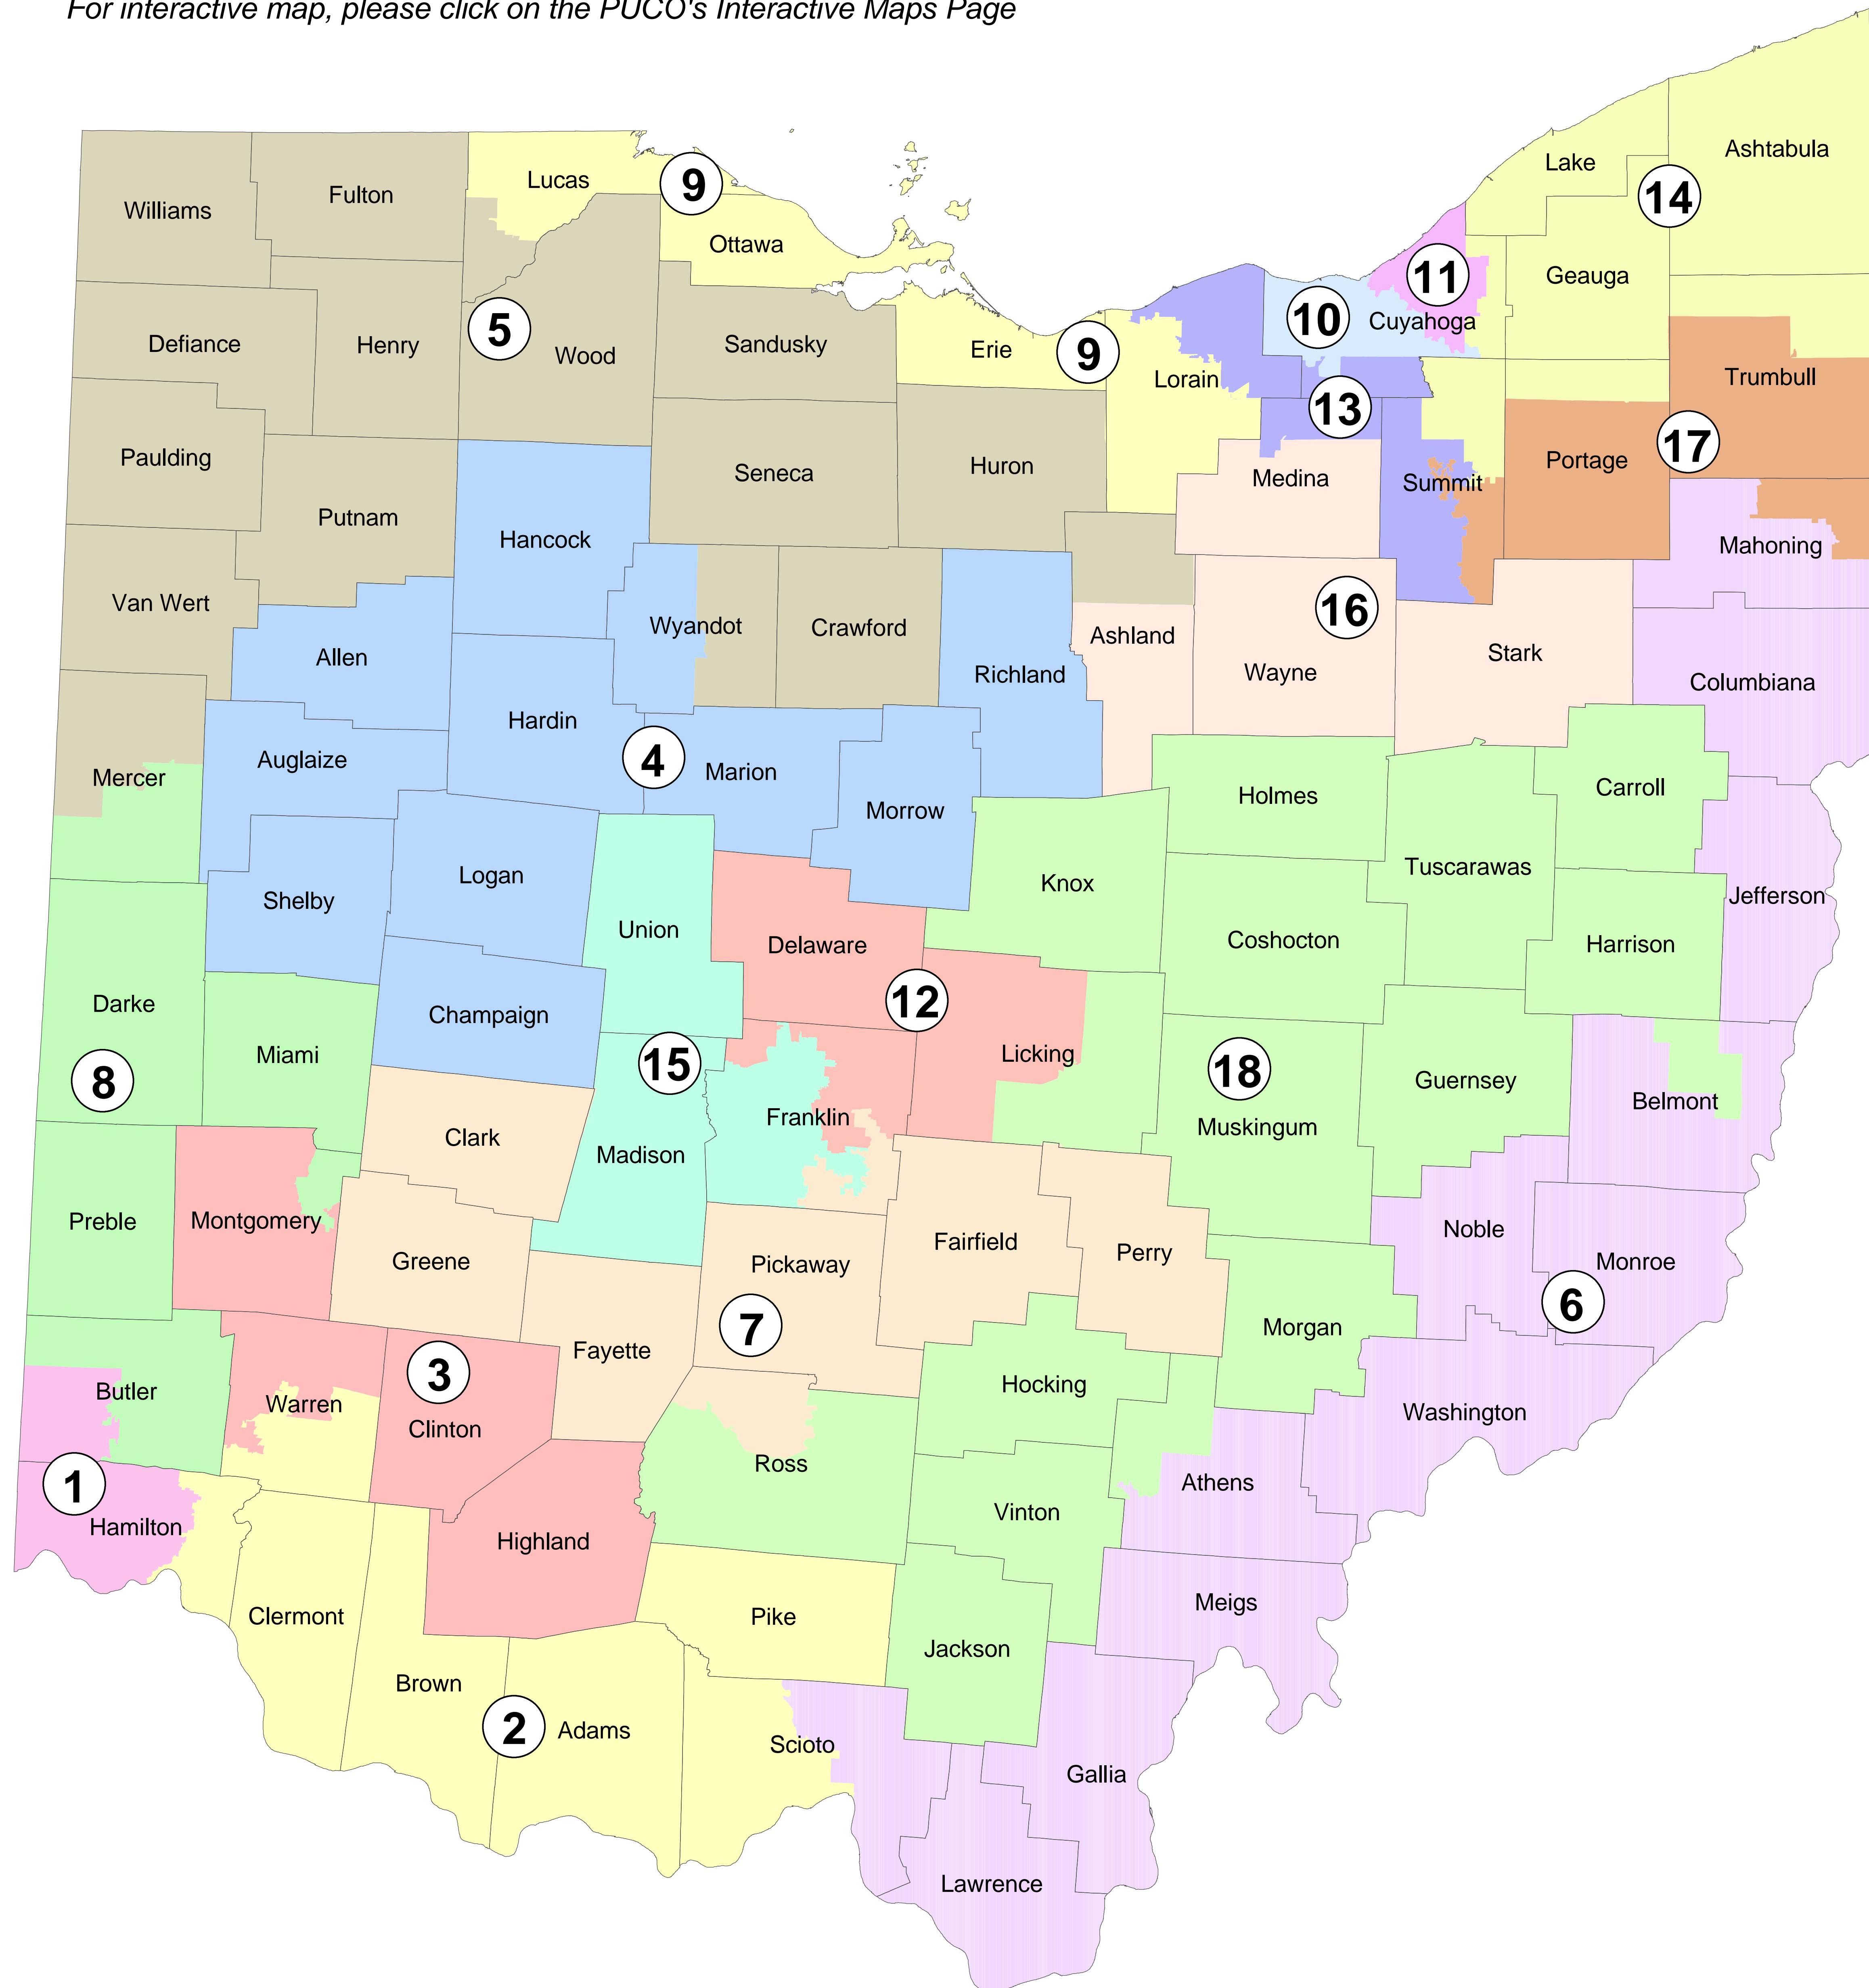 For interactive map, please click on the PUCO's Interactive Maps Page
Ashtabula
Lake
14
Lucas
9
Fulton
Williams
Ottawa
11
Geauga
10
Cuyahoga
5
Defiance
Henry
Wood
Sandusky
Erie
9
Lorain
Trumbull
13
17
Paulding
Seneca
Huron
Medina
Summit
Portage
Putnam
Hancock
Mahoning
Van Wert
Wyandot
Crawford
Ashland
16
Allen
Richland
Wayne
Stark
Columbiana
Hardin
Auglaize
4
Marion
Mercer
Morrow
Holmes
Carroll
Logan
Knox
Tuscarawas
Shelby
Jefferson
Union
Delaware
Coshocton
Harrison
Darke
12
Champaign
Miami
15
Licking
18
8
Guernsey
Belmont
Clark
Franklin
Muskingum
Madison
Preble
Montgomery
Greene
Pickaway
Fairfield
Perry
Noble
Monroe
7
6
Fayette
Morgan
Butler
3
Warren
Clinton
Hocking
Washington
1
Ross
Athens
Hamilton
Vinton
Highland
Clermont
Pike
Meigs
Jackson
Brown
2
Adams
Scioto
Gallia
Lawrence